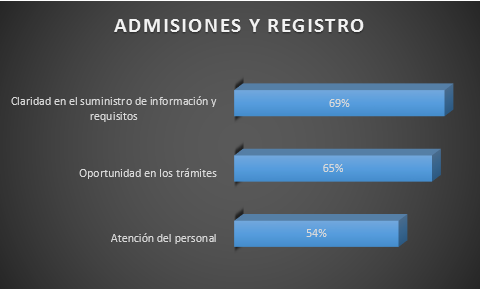 ADMISIONES Y REGISTRO
Claridad en el suministro de información y
requisitos
69%
Oportunidad en los trámites
65%
Atención del personal
54%